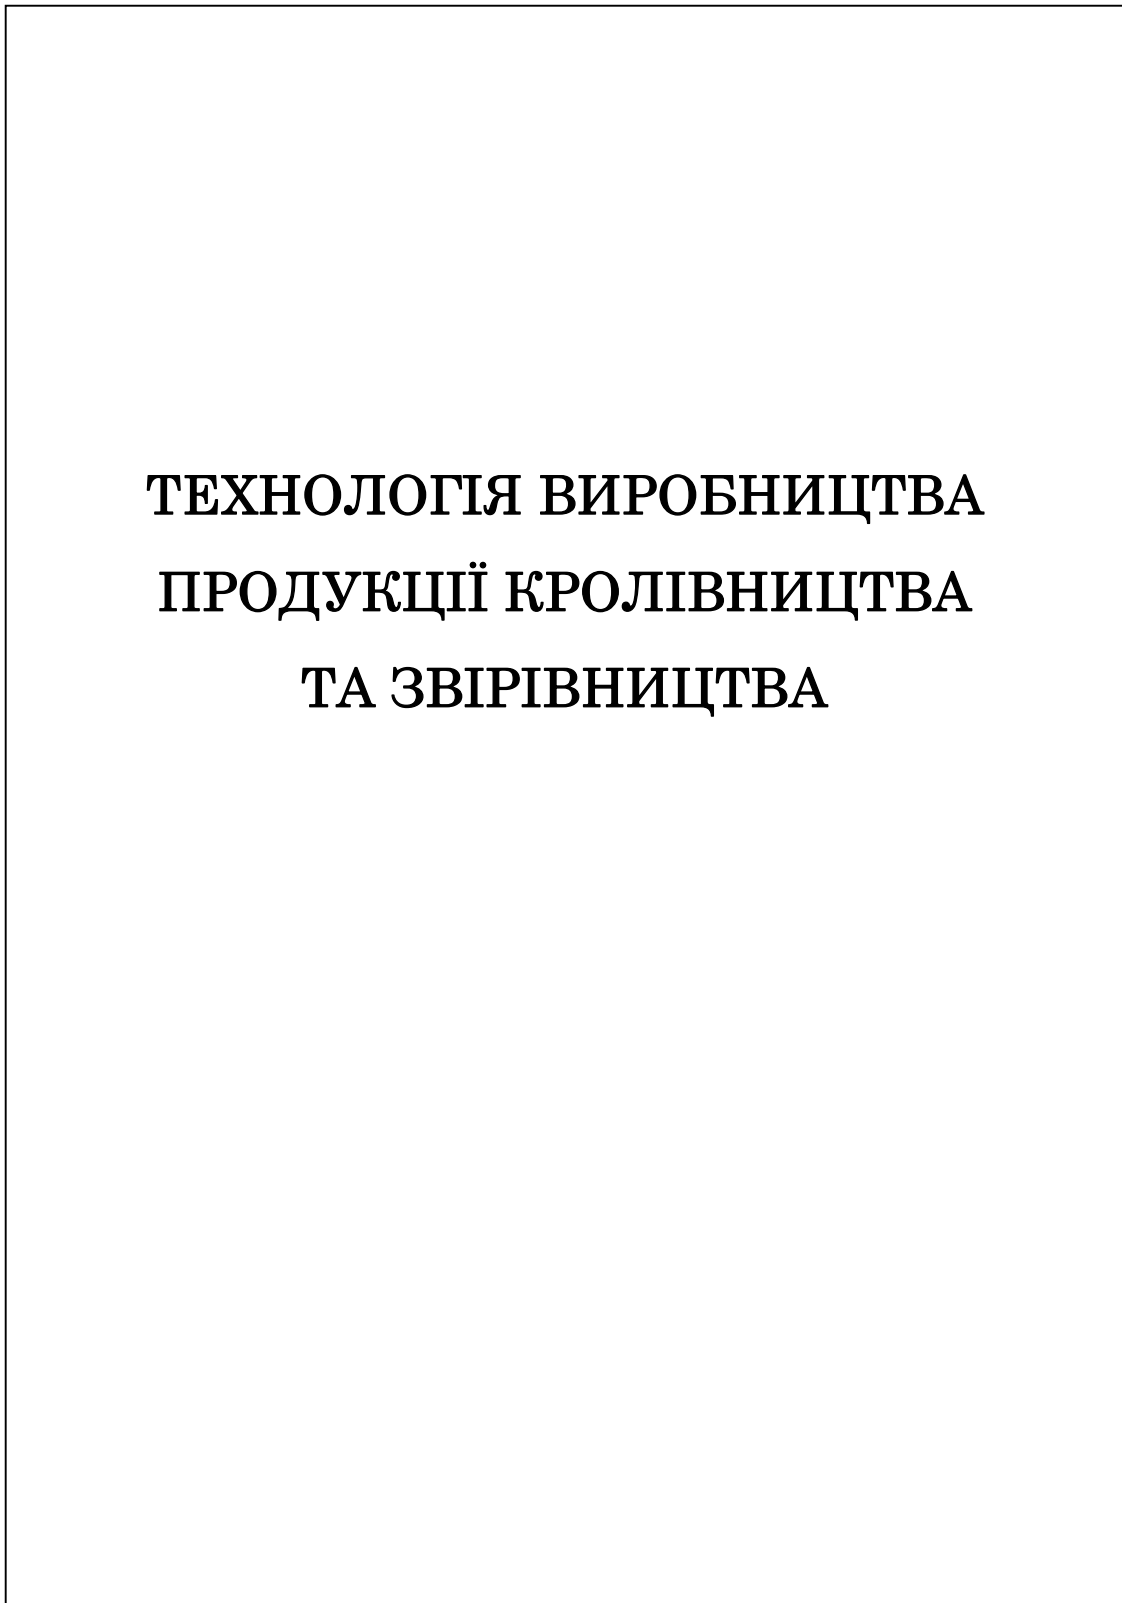 ТЕХНОЛОГІЯ ВИРОБНИЦТВА
ПРОДУКЦІЇ КРОЛІВНИЦТВА
ТА ЗВІРІВНИЦТВА